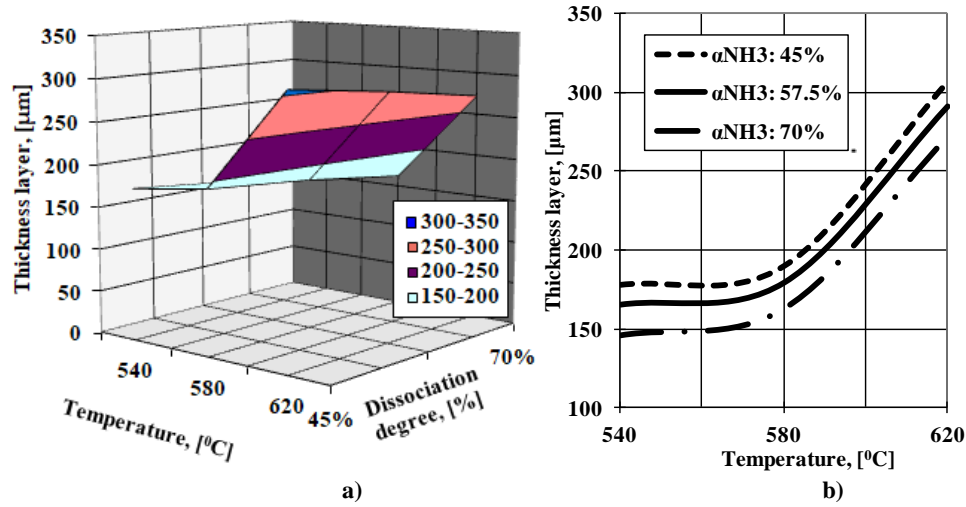 350
300
250
200
150
100
50
0
Thickness layer, [μm]
300-350
250-300
200-250
150-200
540
580
620
45%
70%
Temperature, [⁰C]
Dissociation
degree, [%]
a)
350
300
250
200
150
100
Thickness layer, [μm]
αNH3: 45%
αNH3: 57.5%
αNH3: 70%
540
580
620
Temperature, [⁰C]
b)